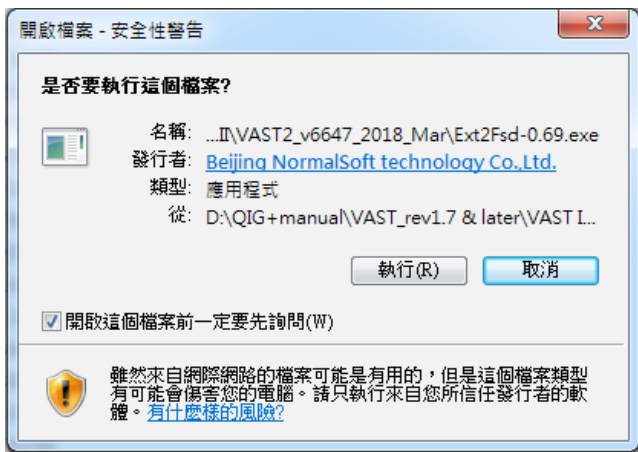 開啟檔案 - 安全性警告
是否要執行這個檔案?
名稱: ...II\VAST2_v6647_2018_Mar\Ext2Fsd-0.69.exe
發行者: Beijing NormalSoft technology Co.,Ltd.
類型: 應用程式
從: D:\QIG+manual\VAST_rev1.7 & later\VAST I...
執行(R) 取消
開啟這個檔案前一定要先詢問(W)
雖然來自網際網路的檔案可能是有用的，但是這個檔案類型
有可能會傷害您的電腦。請只執行來自您所信任發行者的軟
體。有什麼樣的風險?